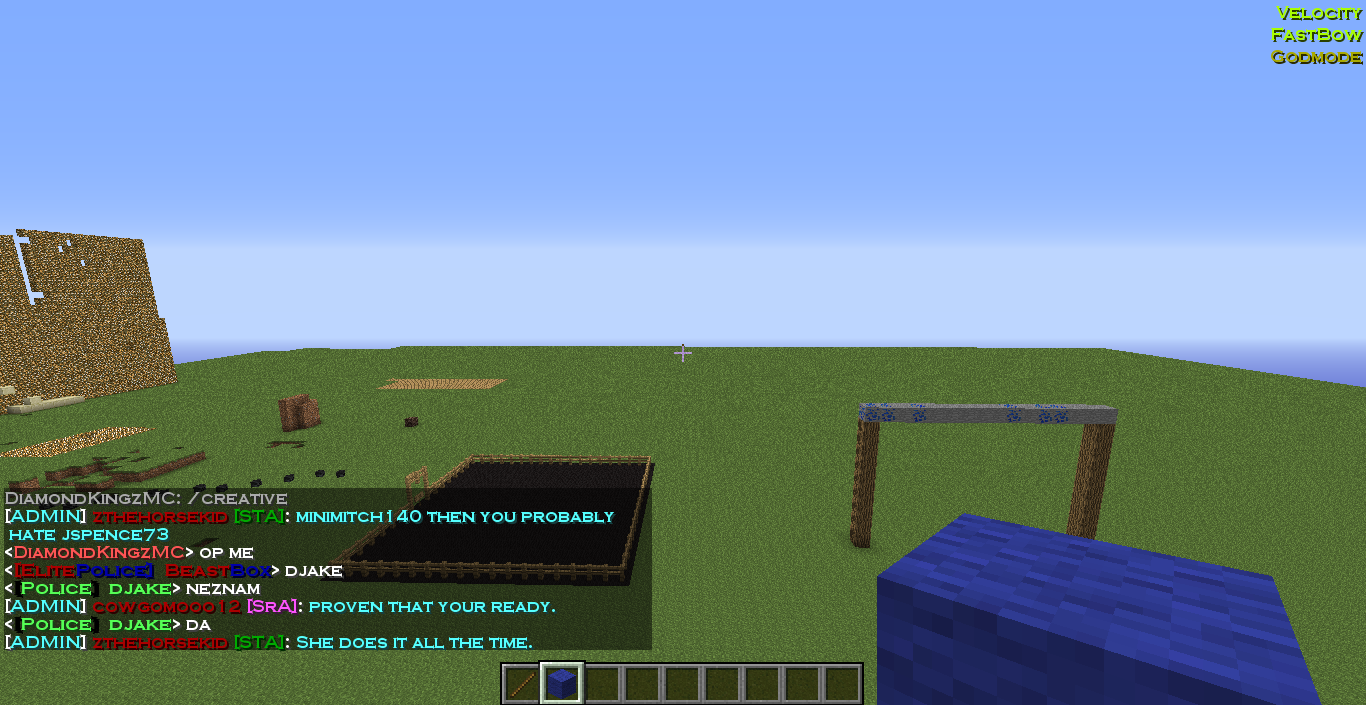 Velocity
FastBow
Godmode
DiamondKingzMC: /creative
[ADMIN] zthehorsekid [STA]: minimitch140 then you probably
hate jspence73
<DiamondKingzMC> op me
<[ElitePolice] BeastBox> djake
<[Police] djake> neznam
[ADMIN] cowgomooo12 [SrA]: proven that your ready.
<[Police] djake> da
[ADMIN] zthehorsekid [STA]: She does it all the time.